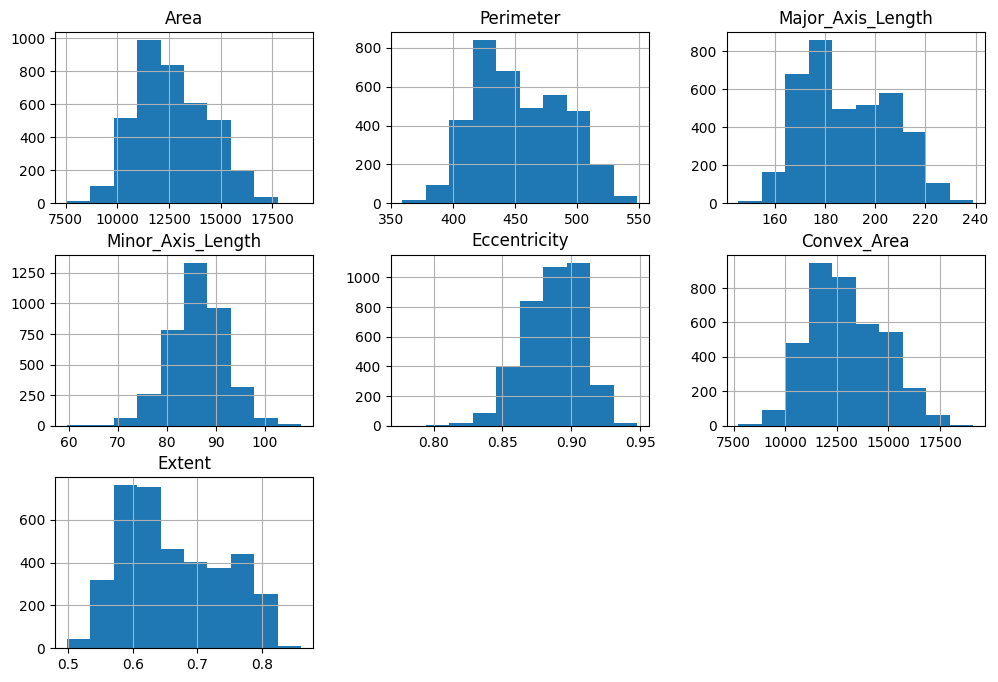 Area
Perimeter
Major_Axis_Length
1000
800
600
400
200
0
7500 10000 12500 15000 17500
800
600
400
200
0
350 400 450 500 550
800
600
400
200
0
160 180 200 220 240
Minor_Axis_Length
Eccentricity
Convex_Area
1250
1000
750
500
250
0
60 70 80 90 100
1000
800
600
400
200
0
0.80 0.85 0.90 0.95
800
600
400
200
0
7500 10000 12500 15000 17500
Extent
600
400
200
0
0.5 0.6 0.7 0.8